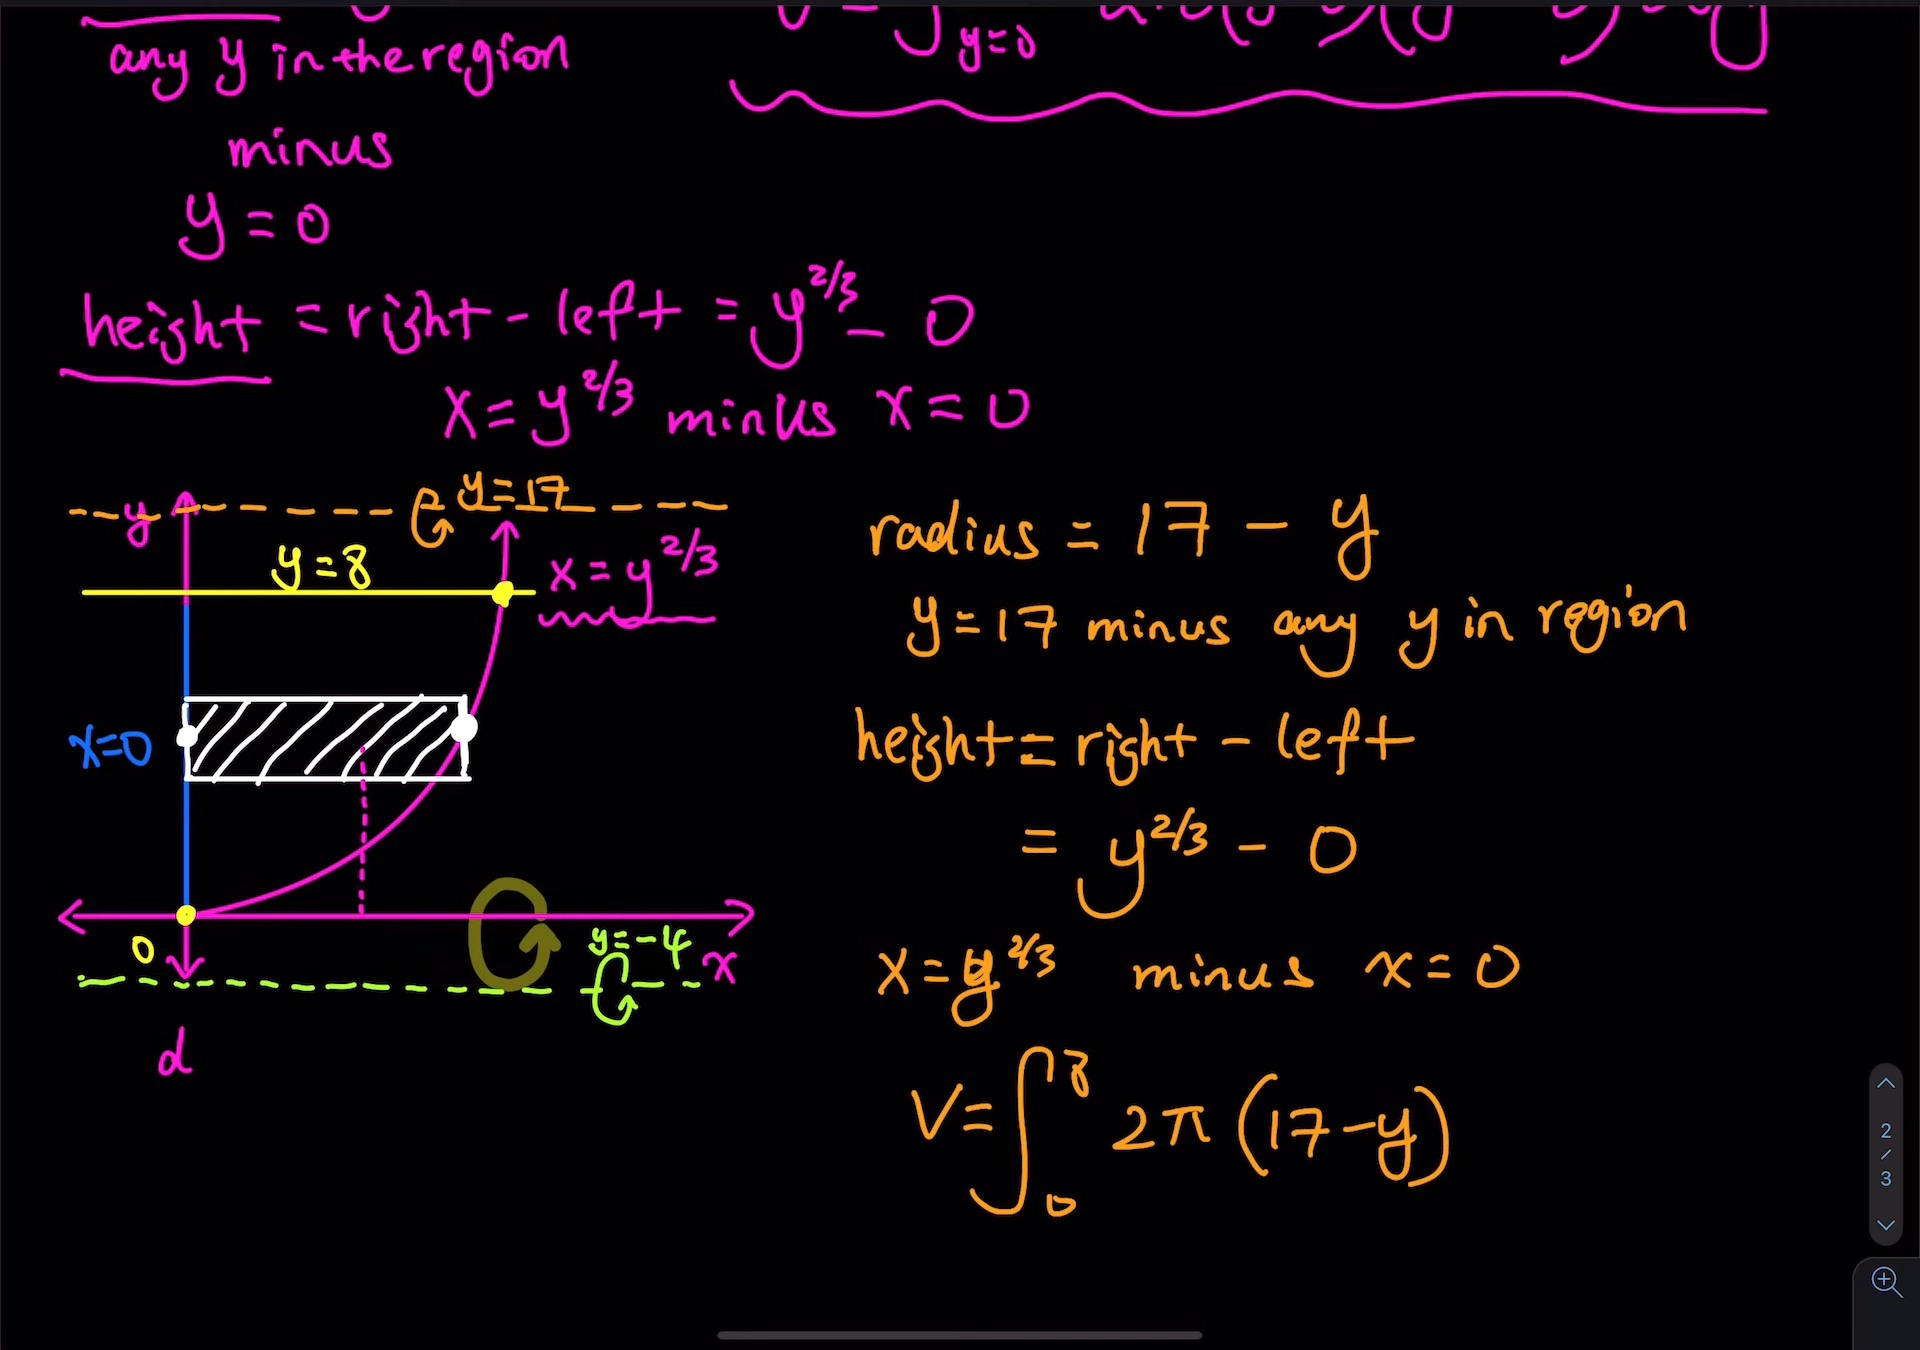 any y in the region
y=0
minus
y = 0
height = right - left = y^2/3 - 0
x = y^2/3 minus x = 0
y
y = 17
y = 8
x = y^2/3
x=0
0
y = -4
x
d
radius = 17 - y
y = 17 minus any y in region
height = right - left
= y^2/3 - 0
x = y^2/3 minus x = 0
V = ∫ 0 8 2π (17 - y)
2
/
3